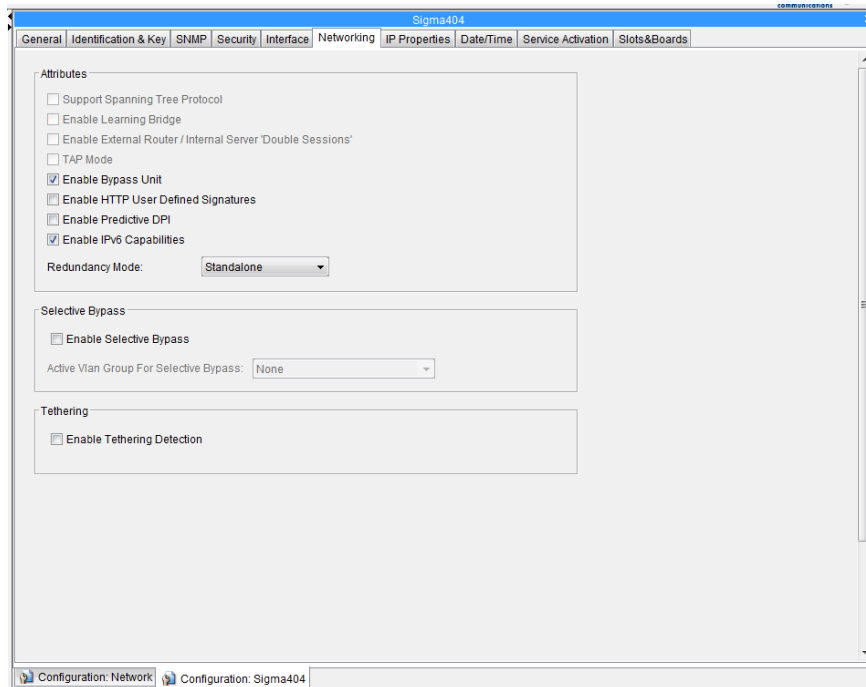 communications
Sigma404
General Identification & Key SNMP Security Interface Networking IP Properties Date/Time Service Activation Slots&Boards
Attributes
Support Spanning Tree Protocol
Enable Learning Bridge
Enable External Router / Internal Server 'Double Sessions'
TAP Mode
Enable Bypass Unit
Enable HTTP User Defined Signatures
Enable Predictive DPI
Enable IPv6 Capabilities
Redundancy Mode: Standalone
Selective Bypass
Enable Selective Bypass
Active Vlan Group For Selective Bypass: None
Tethering
Enable Tethering Detection
Configuration: Network Configuration: Sigma404